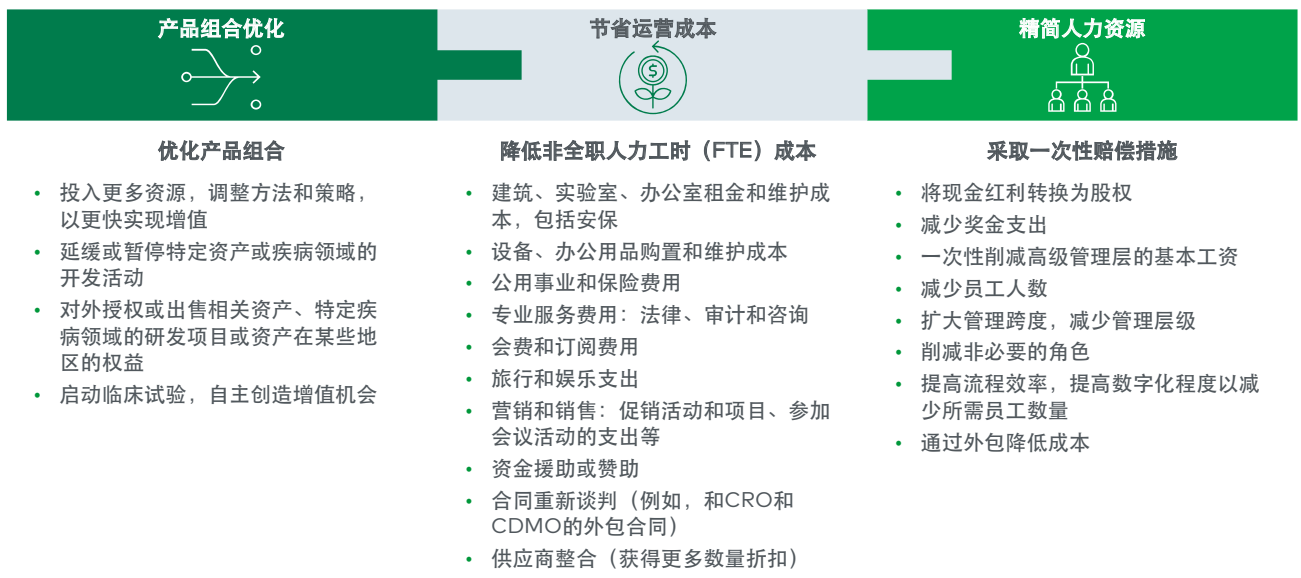 产品组合优化
节省运营成本
精简人力资源
$
优化产品组合
• 投入更多资源，调整方法和策略，
以更快实现增值
• 延缓或暂停特定资产或疾病领域的
开发活动
• 对外授权或出售相关资产、特定疾
病领域的研发项目或资产在某些地
区的权益
• 启动临床试验，自主创造增值机会
降低非全职人力工时（FTE）成本
• 建筑、实验室、办公室租金和维护成
本，包括安保
• 设备、办公用品购置和维护成本
• 公用事业和保险费用
• 专业服务费用：法律、审计和咨询
• 会费和订阅费用
• 旅行和娱乐支出
• 营销和销售：促销活动和项目、参加
会议活动的支出等
• 资金援助或赞助
• 合同重新谈判（例如，和CRO和
CDMO的外包合同）
• 供应商整合（获得更多数量折扣）
采取一次性赔偿措施
• 将现金红利转换为股权
• 减少奖金支出
• 一次性削减高级管理层的基本工资
• 减少员工人数
• 扩大管理跨度，减少管理层级
• 削减非必要的角色
• 提高流程效率，提高数字化程度以减
少所需员工数量
• 通过外包降低成本